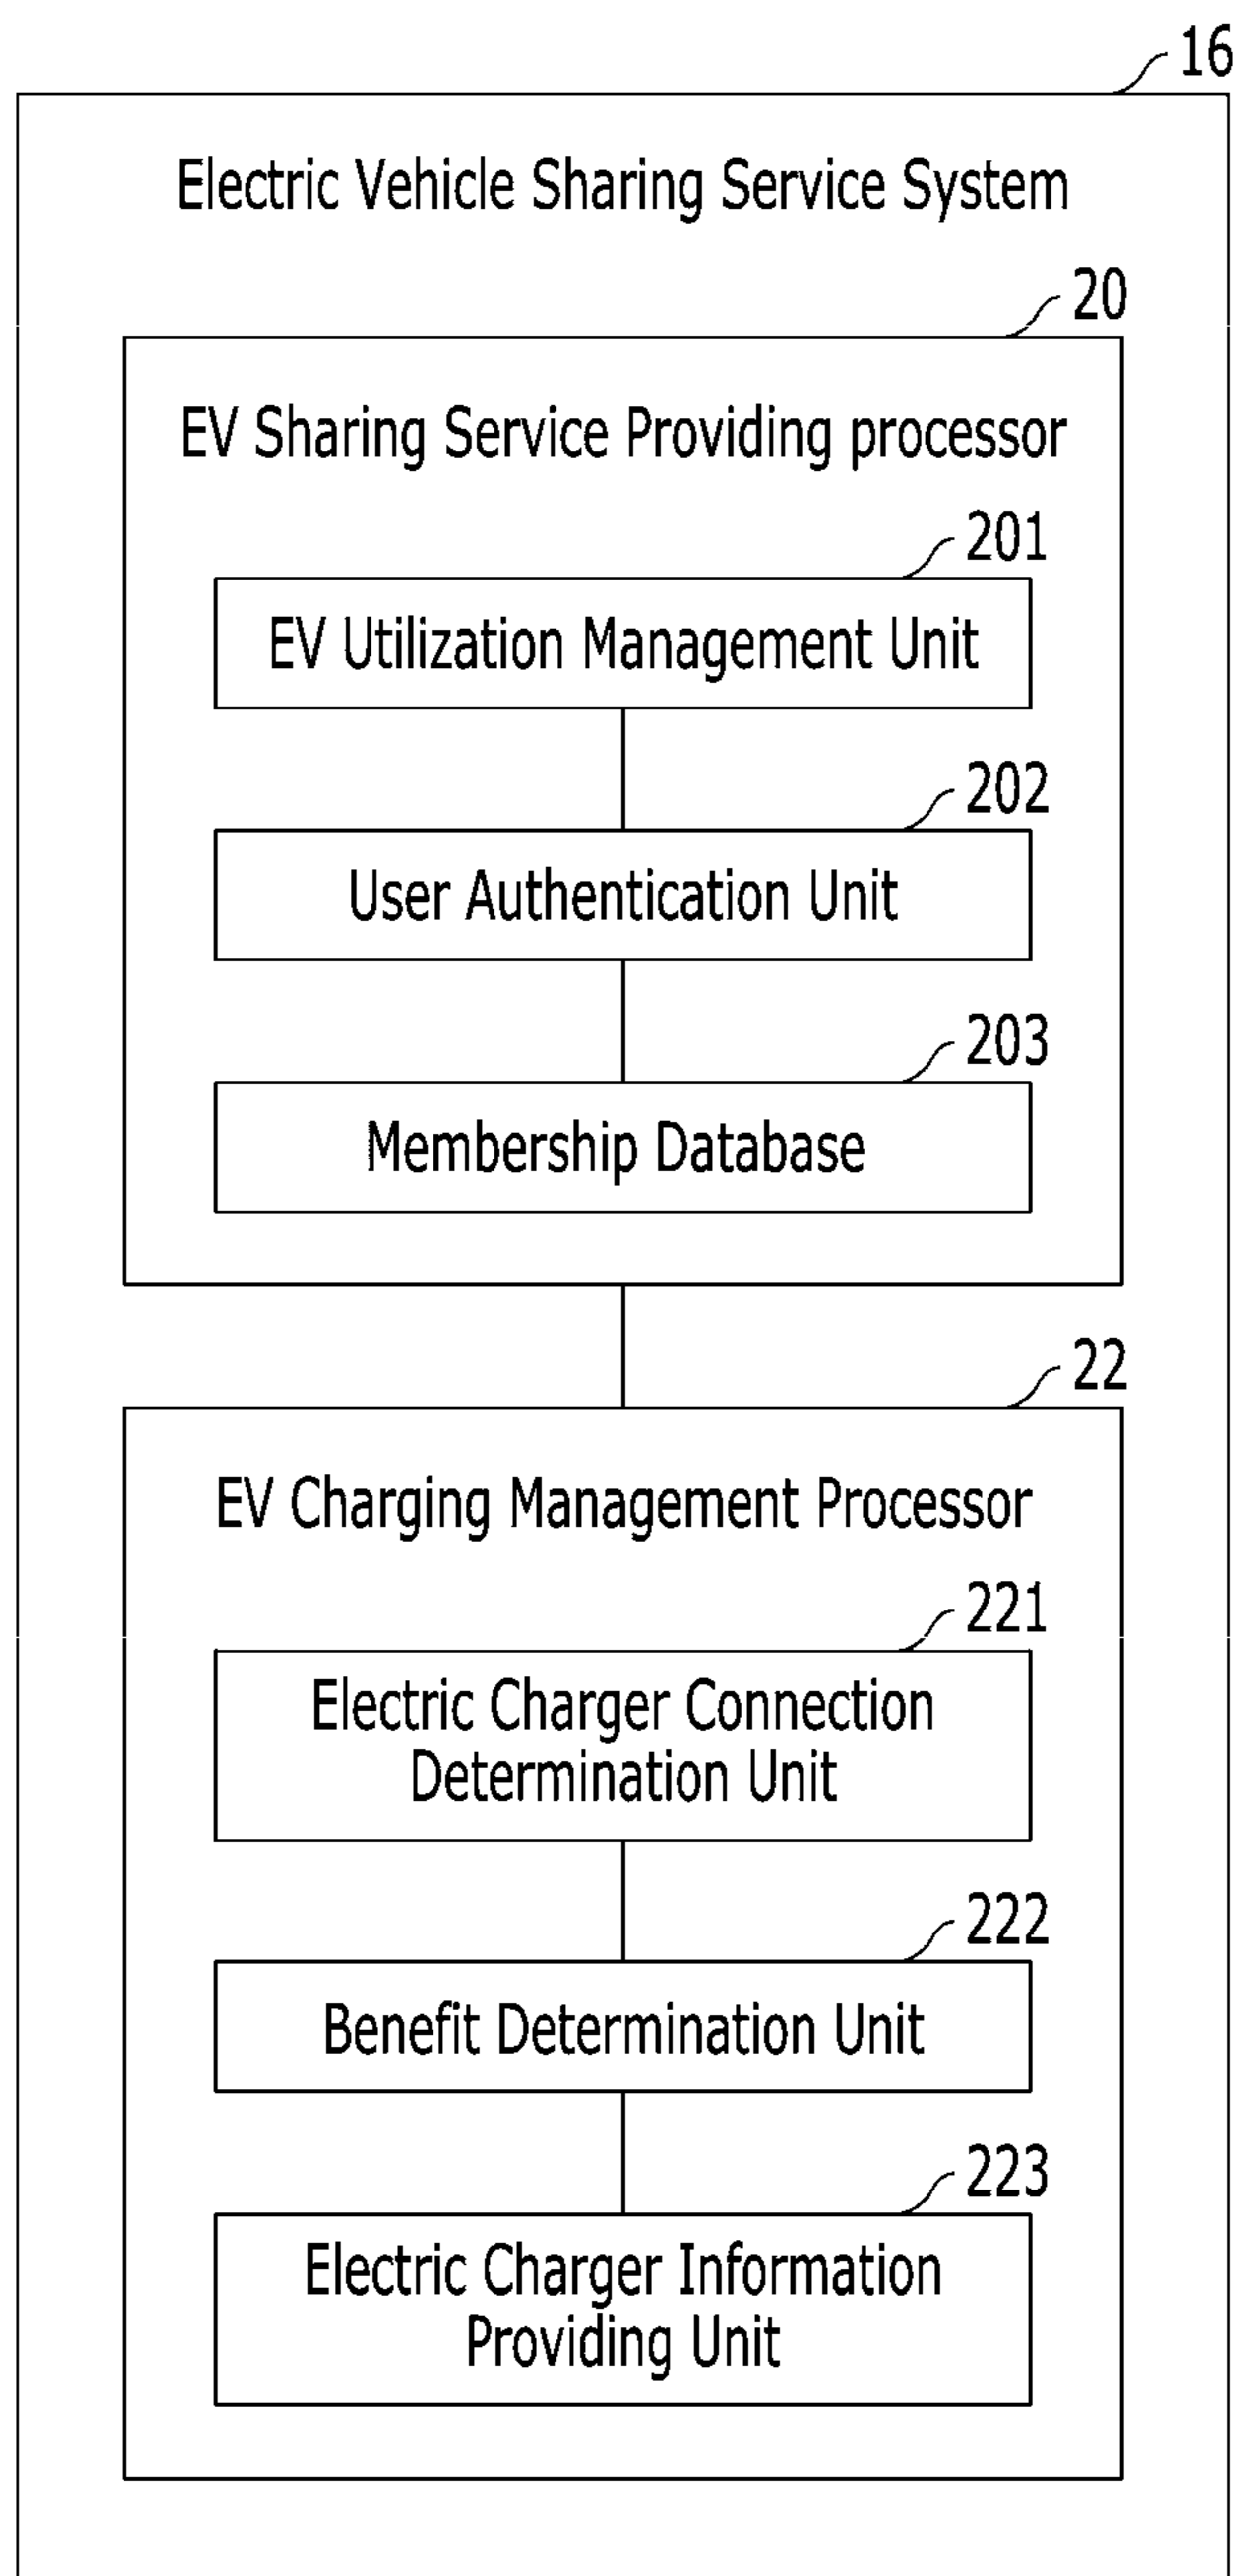 16
Electric Vehicle Sharing Service System
20
EV Sharing Service Providing processor
201
EV Utilization Management Unit
202
User Authentication Unit
203
Membership Database
22
EV Charging Management Processor
221
Electric Charger Connection
Determination Unit
222
Benefit Determination Unit
223
Electric Charger Information
Providing Unit